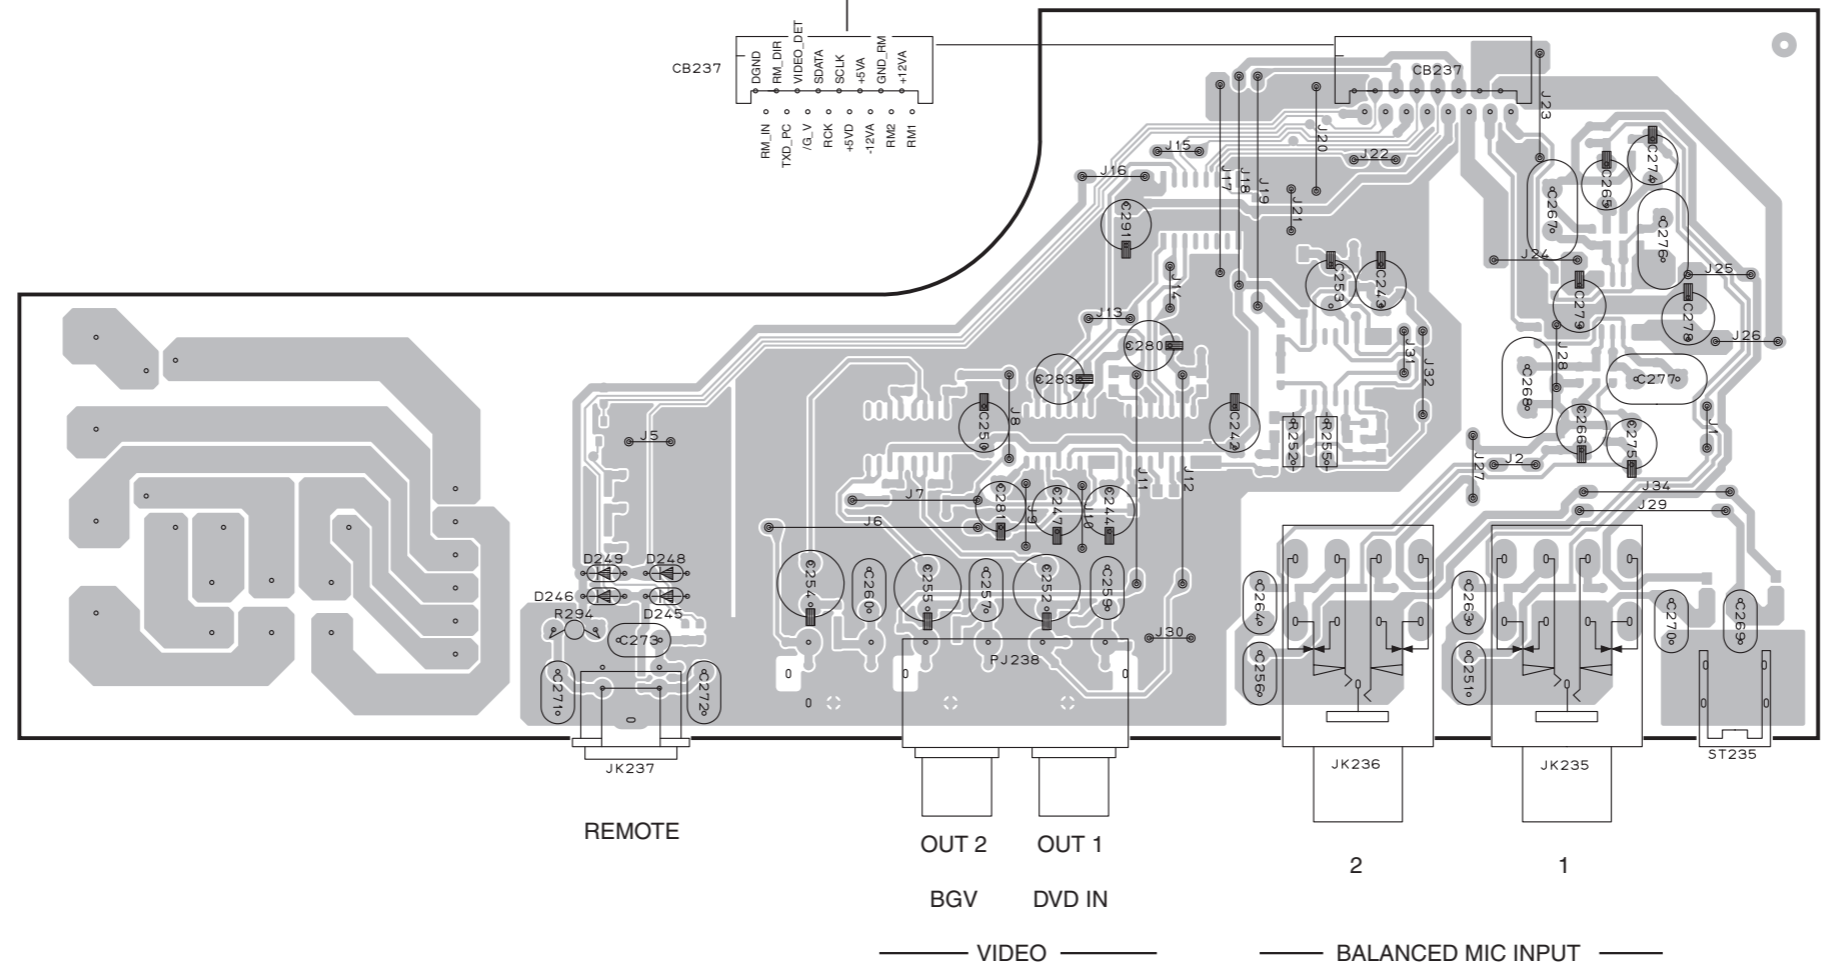 CB237
DGND
RM_DIR
VIDEO_DET
SDATA
SCLK
+5VA
GND_RM
+12VA
RM_IN
TXD_PC
/G_V
RCK
+5VD
-12VA
RM2
RM1
CB237
J23
J20
J22
J15
J16
J17
J18
J19
J21
C291
C274
C265
C267
C276
J24
J25
C253
C243
C279
C278
J14
J13
J26
C280
J31
J32
J28
C283
C268
C277
C250
J8
C242
R252
R255
C266
C275
J1
J5
J27
J2
J11
J12
J7
J34
J6
C281
J9
C247
J10
C244
J29
D249
D248
D246
D245
R294
C273
C254
C260
C255
C257
C252
C259
C264
C263
C270
C269
J30
PJ238
C271
C272
C256
C251
JK237
JK236
JK235
ST235
REMOTE
OUT 2
OUT 1
2
1
BGV
DVD IN
VIDEO
BALANCED MIC INPUT